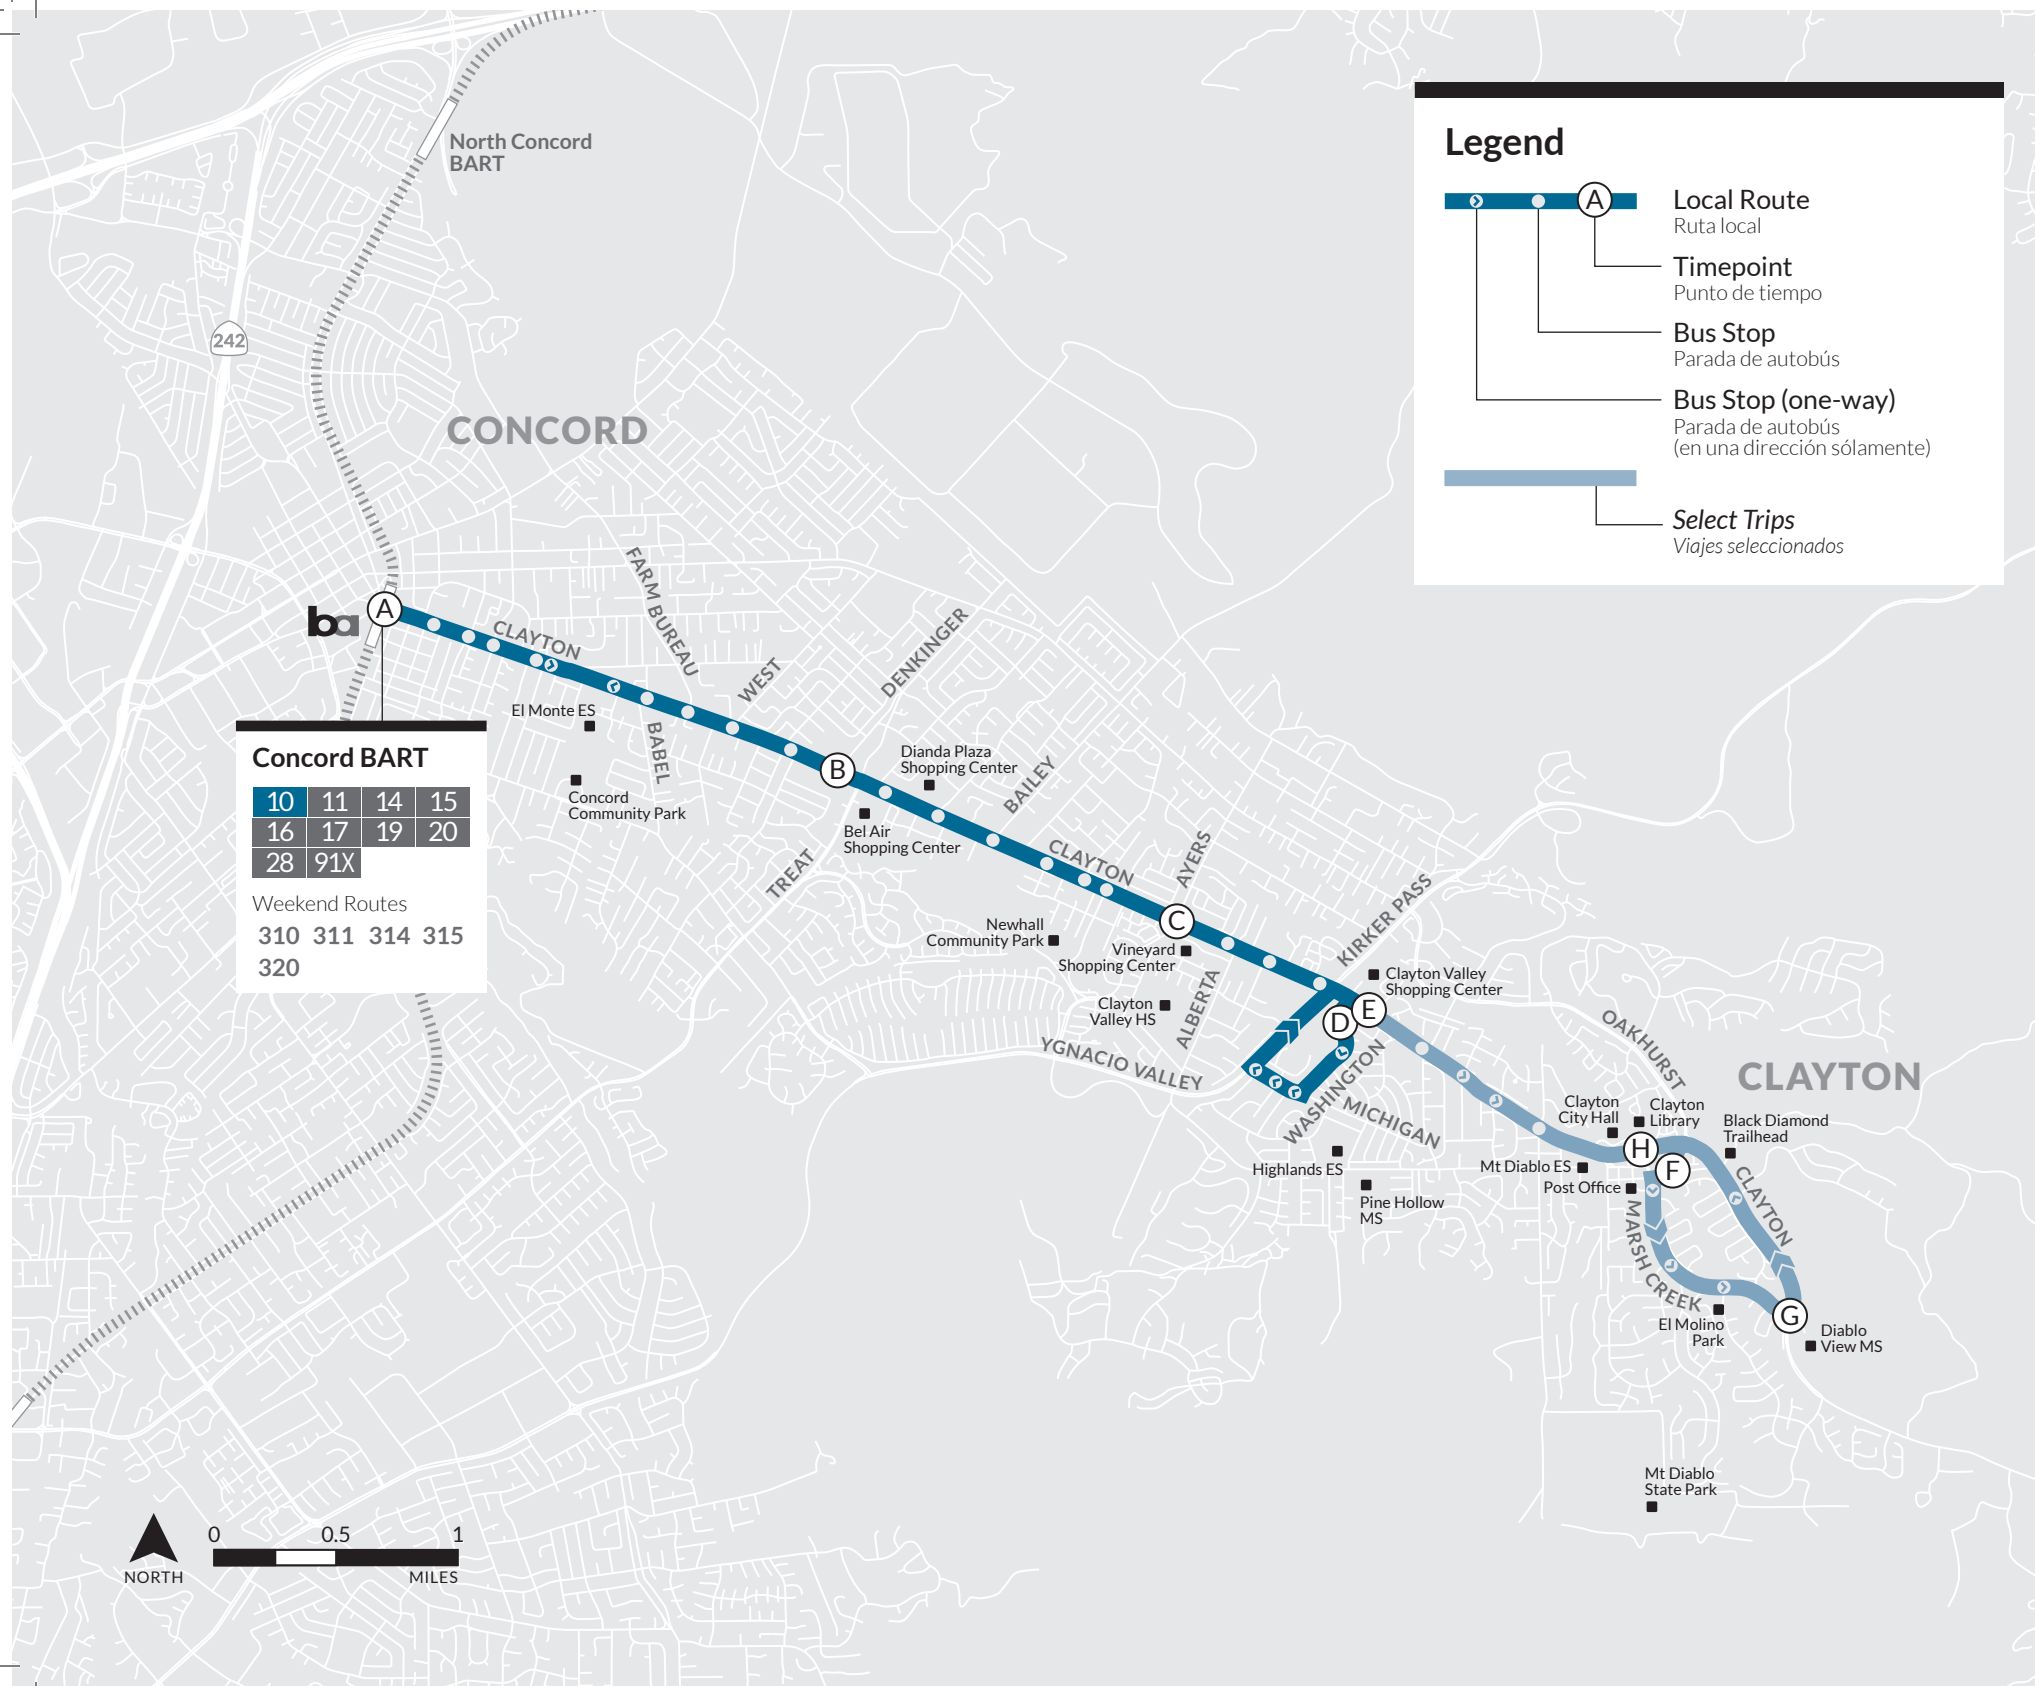 North Concord
BART
242
CONCORD
Legend
A
Local Route
Ruta local
Timepoint
Punto de tiempo
Bus Stop
Parada de autobús
Bus Stop (one-way)
Parada de autobús
(en una dirección sólamente)
Select Trips
Viajes seleccionados
ba
A
CLAYTON
FARM BUREAU
WEST
DENKINGER
El Monte ES
BABEL
Concord
Community Park
B
Dianda Plaza
Shopping Center
BAILEY
Bel Air
Shopping Center
TREAT
CLAYTON
AYERS
Concord BART
10 11 14 15
16 17 19 20
28 91X
Weekend Routes
310 311 314 315
320
Newhall
Community Park
C
Vineyard
Shopping Center
KIRKER PASS
Clayton Valley
Shopping Center
Clayton
Valley HS
ALBERTA
D
E
YGNACIO VALLEY
WASHINGTON
MICHIGAN
OAKHURST
CLAYTON
Highlands ES
Pine Hollow
MS
Clayton
City Hall
Clayton
Library
Black Diamond
Trailhead
Mt Diablo ES
H
F
Post Office
CLAYTON
MARSH CREEK
El Molino
Park
G
Diablo
View MS
Mt Diablo
State Park
NORTH
0 0.5 1
MILES